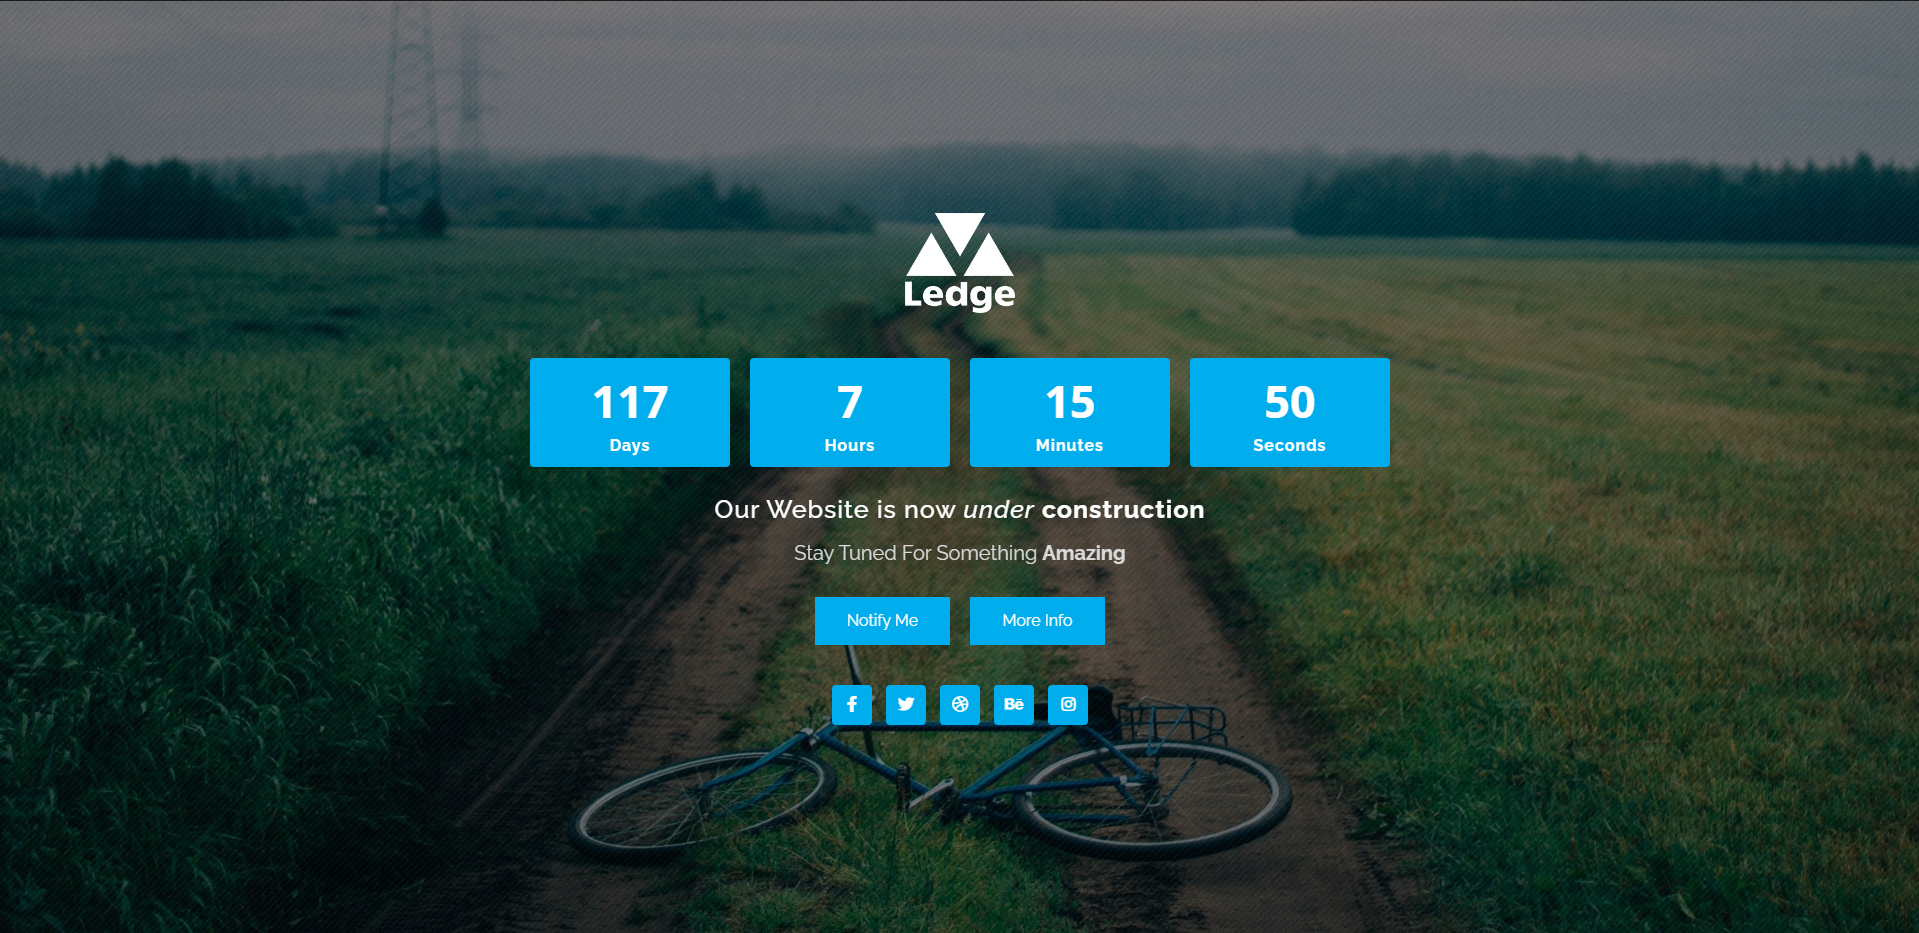 Ledge
117 7 15 50
Days Hours Minutes Seconds
Our Website is now under construction
Stay Tuned For Something Amazing
Notify Me More Info
Bē